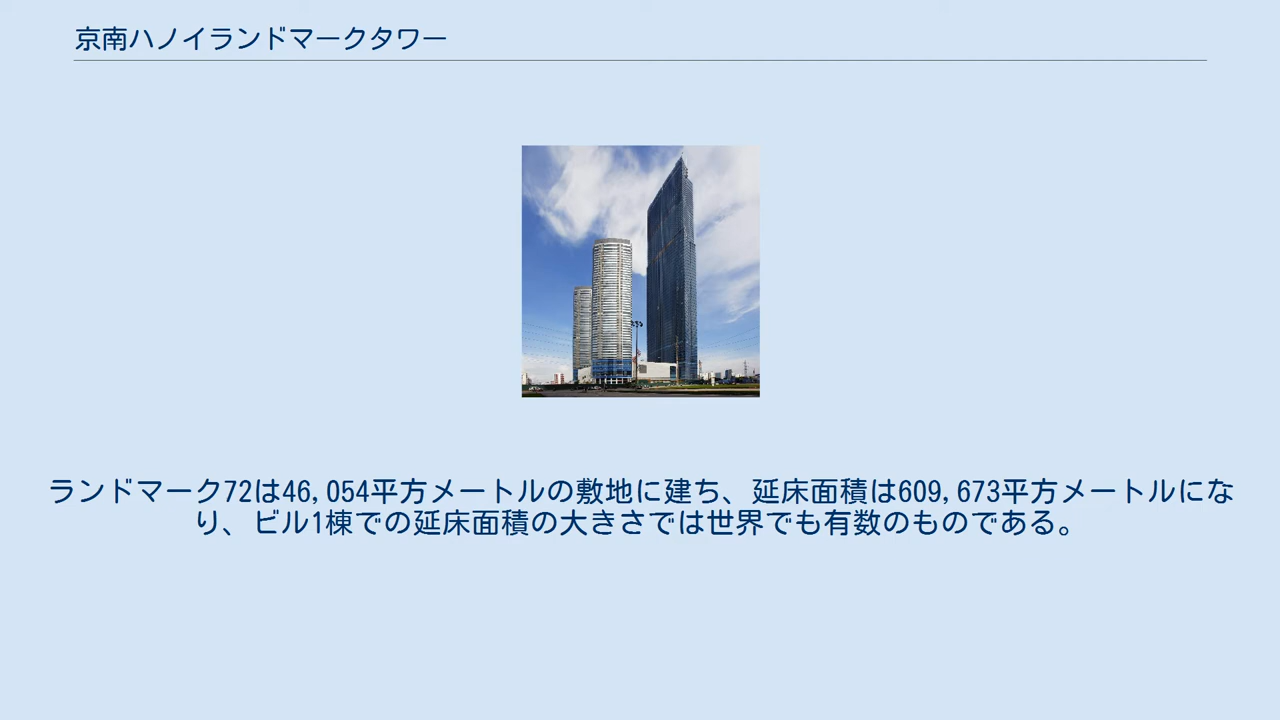 京南ハノイランドマークタワー
ランドマーク72は46,054平方メートルの敷地に建ち、延床面積は609,673平方メートルにな
り、ビル1棟での延床面積の大きさでは世界でも有数のものである。